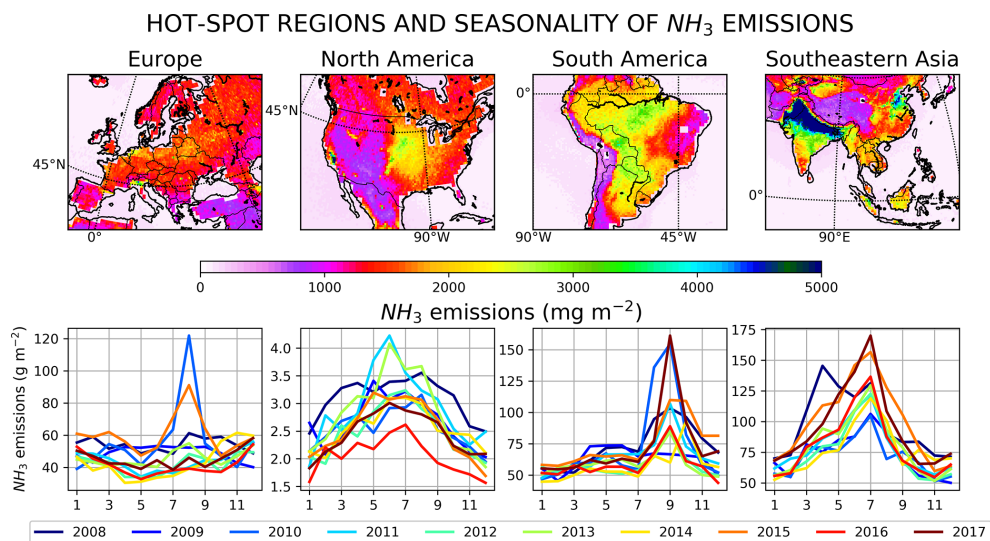 HOT-SPOT REGIONS AND SEASONALITY OF NH3 EMISSIONS
Europe North America South America Southeastern Asia
45°N 45°N 0° 0°
0° 90°W 90°W 45°W 90°E
0 1000 2000 3000 4000 5000
NH3 emissions (mg m−2)
NH3 emissions (g m−2)
120
100
80
60
40
1 3 5 7 9 11
4.0
3.5
3.0
2.5
2.0
1.5
1 3 5 7 9 11
150
125
100
75
50
1 3 5 7 9 11
175
150
125
100
75
50
1 3 5 7 9 11
2008 2009 2010 2011 2012 2013 2014 2015 2016 2017